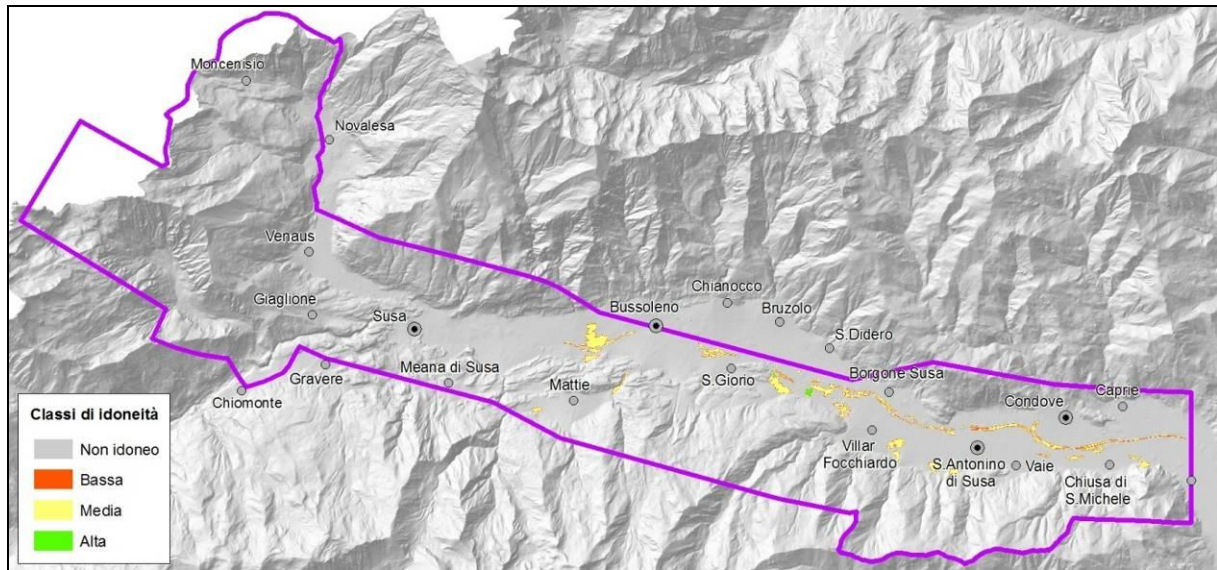 Moncenisio
Novalesa
Venaus
Giaglione
Susa
Chianocco
Bussoleno
Bruzolo
S.Didero
Gravere
Meana di Susa
Mattie
S.Giorio
Borgone Susa
Chiomonte
Condove
Caprie
Villar
Focchiardo
S.Antonino
di Susa
Vaie
Chiusa di
S.Michele
Classi di idoneità
Non idoneo
Bassa
Media
Alta